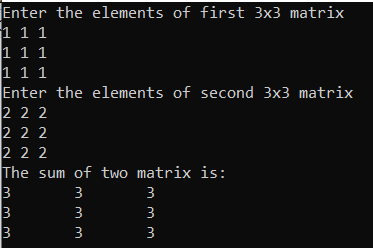 Enter the elements of first 3x3 matrix
1 1 1
1 1 1
1 1 1
Enter the elements of second 3x3 matrix
2 2 2
2 2 2
2 2 2
The sum of two matrix is:
3 3 3
3 3 3
3 3 3